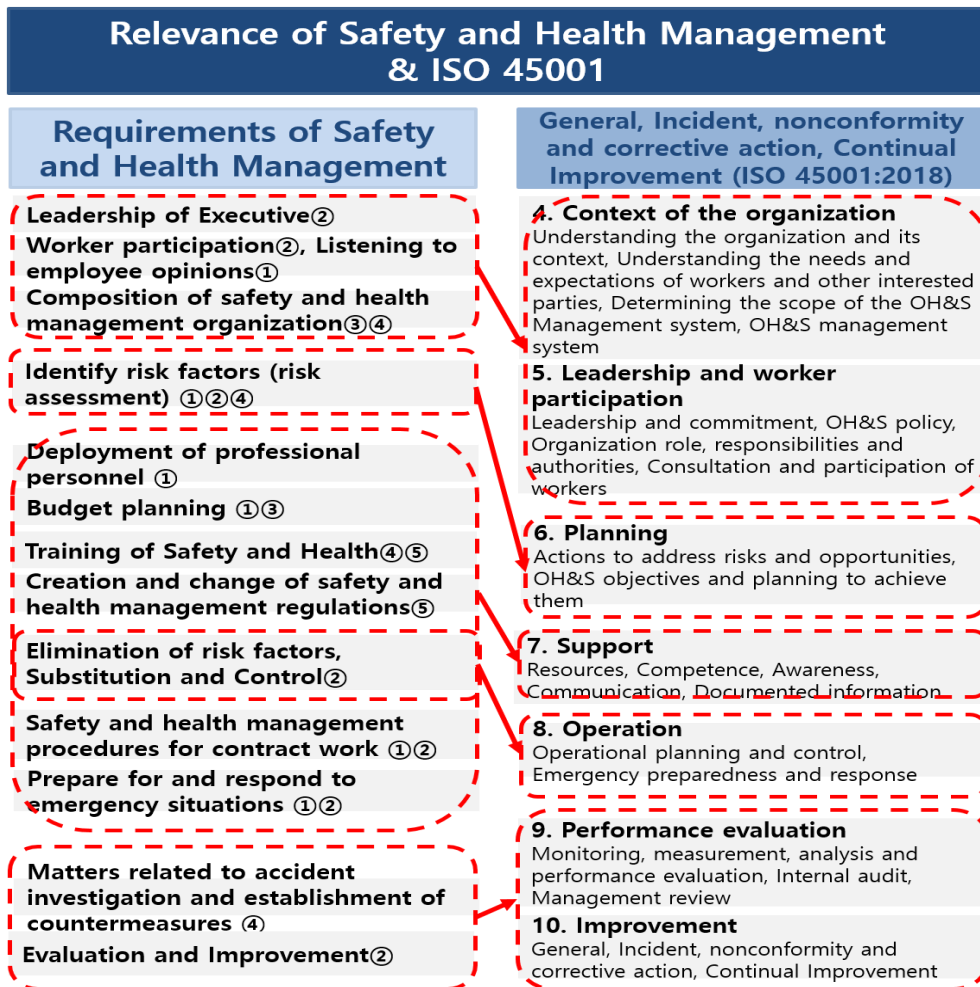 Relevance of Safety and Health Management
& ISO 45001
Requirements of Safety
and Health Management
Leadership of Executive②
Worker participation②, Listening to
employee opinions①
Composition of safety and health
management organization③④
Identify risk factors (risk
assessment) ①②④
Deployment of professional
personnel ①
Budget planning ①③
Training of Safety and Health④⑤
Creation and change of safety and
health management regulations⑤
Elimination of risk factors,
Substitution and Control②
Safety and health management
procedures for contract work ①②
Prepare for and respond to
emergency situations ①②
Matters related to accident
investigation and establishment of
countermeasures ④
Evaluation and Improvement②
General, Incident, nonconformity
and corrective action, Continual
Improvement (ISO 45001:2018)
4. Context of the organization
Understanding the organization and its
context, Understanding the needs and
expectations of workers and other interested
parties, Determining the scope of the OH&S
Management system, OH&S management
system
5. Leadership and worker
participation
Leadership and commitment, OH&S policy,
Organization role, responsibilities and
authorities, Consultation and participation of
workers
6. Planning
Actions to address risks and opportunities,
OH&S objectives and planning to achieve
them
7. Support
Resources, Competence, Awareness,
Communication, Documented information
8. Operation
Operational planning and control,
Emergency preparedness and response
9. Performance evaluation
Monitoring, measurement, analysis and
performance evaluation, Internal audit,
Management review
10. Improvement
General, Incident, nonconformity and
corrective action, Continual Improvement